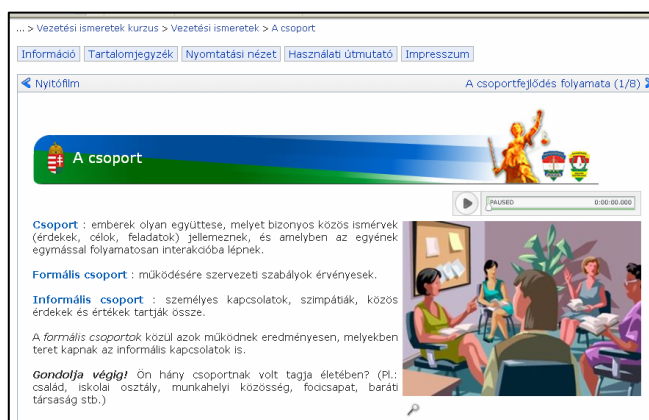 ... > Vezetési ismeretek kurzus > Vezetési ismeretek > A csoport
Információ Tartalomjegyzék Nyomtatási nézet Használati útmutató Impresszum
Nyitófilm A csoportfejlődés folyamata (1/8)
A csoport
PAUSED 0:00:00.000
Csoport : emberek olyan együttese, melyet bizonyos közös ismérvek
(érdekek, célok, feladatok) jellemeznek, és amelyben az egyének
egymással folyamatosan interakcióba lépnek.
Formális csoport : működésére szervezeti szabályok érvényesek.
Informális csoport : személyes kapcsolatok, szimpátiák, közös
érdekek és értékek tartják össze.
A formális csoportok közül azok működnek eredményesen, melyekben
teret kapnak az informális kapcsolatok is.
Gondolja végig! Ön hány csoportnak volt tagja életében? (Pl.:
család, iskolai osztály, munkahelyi közösség, focicsapat, baráti
társaság stb.)